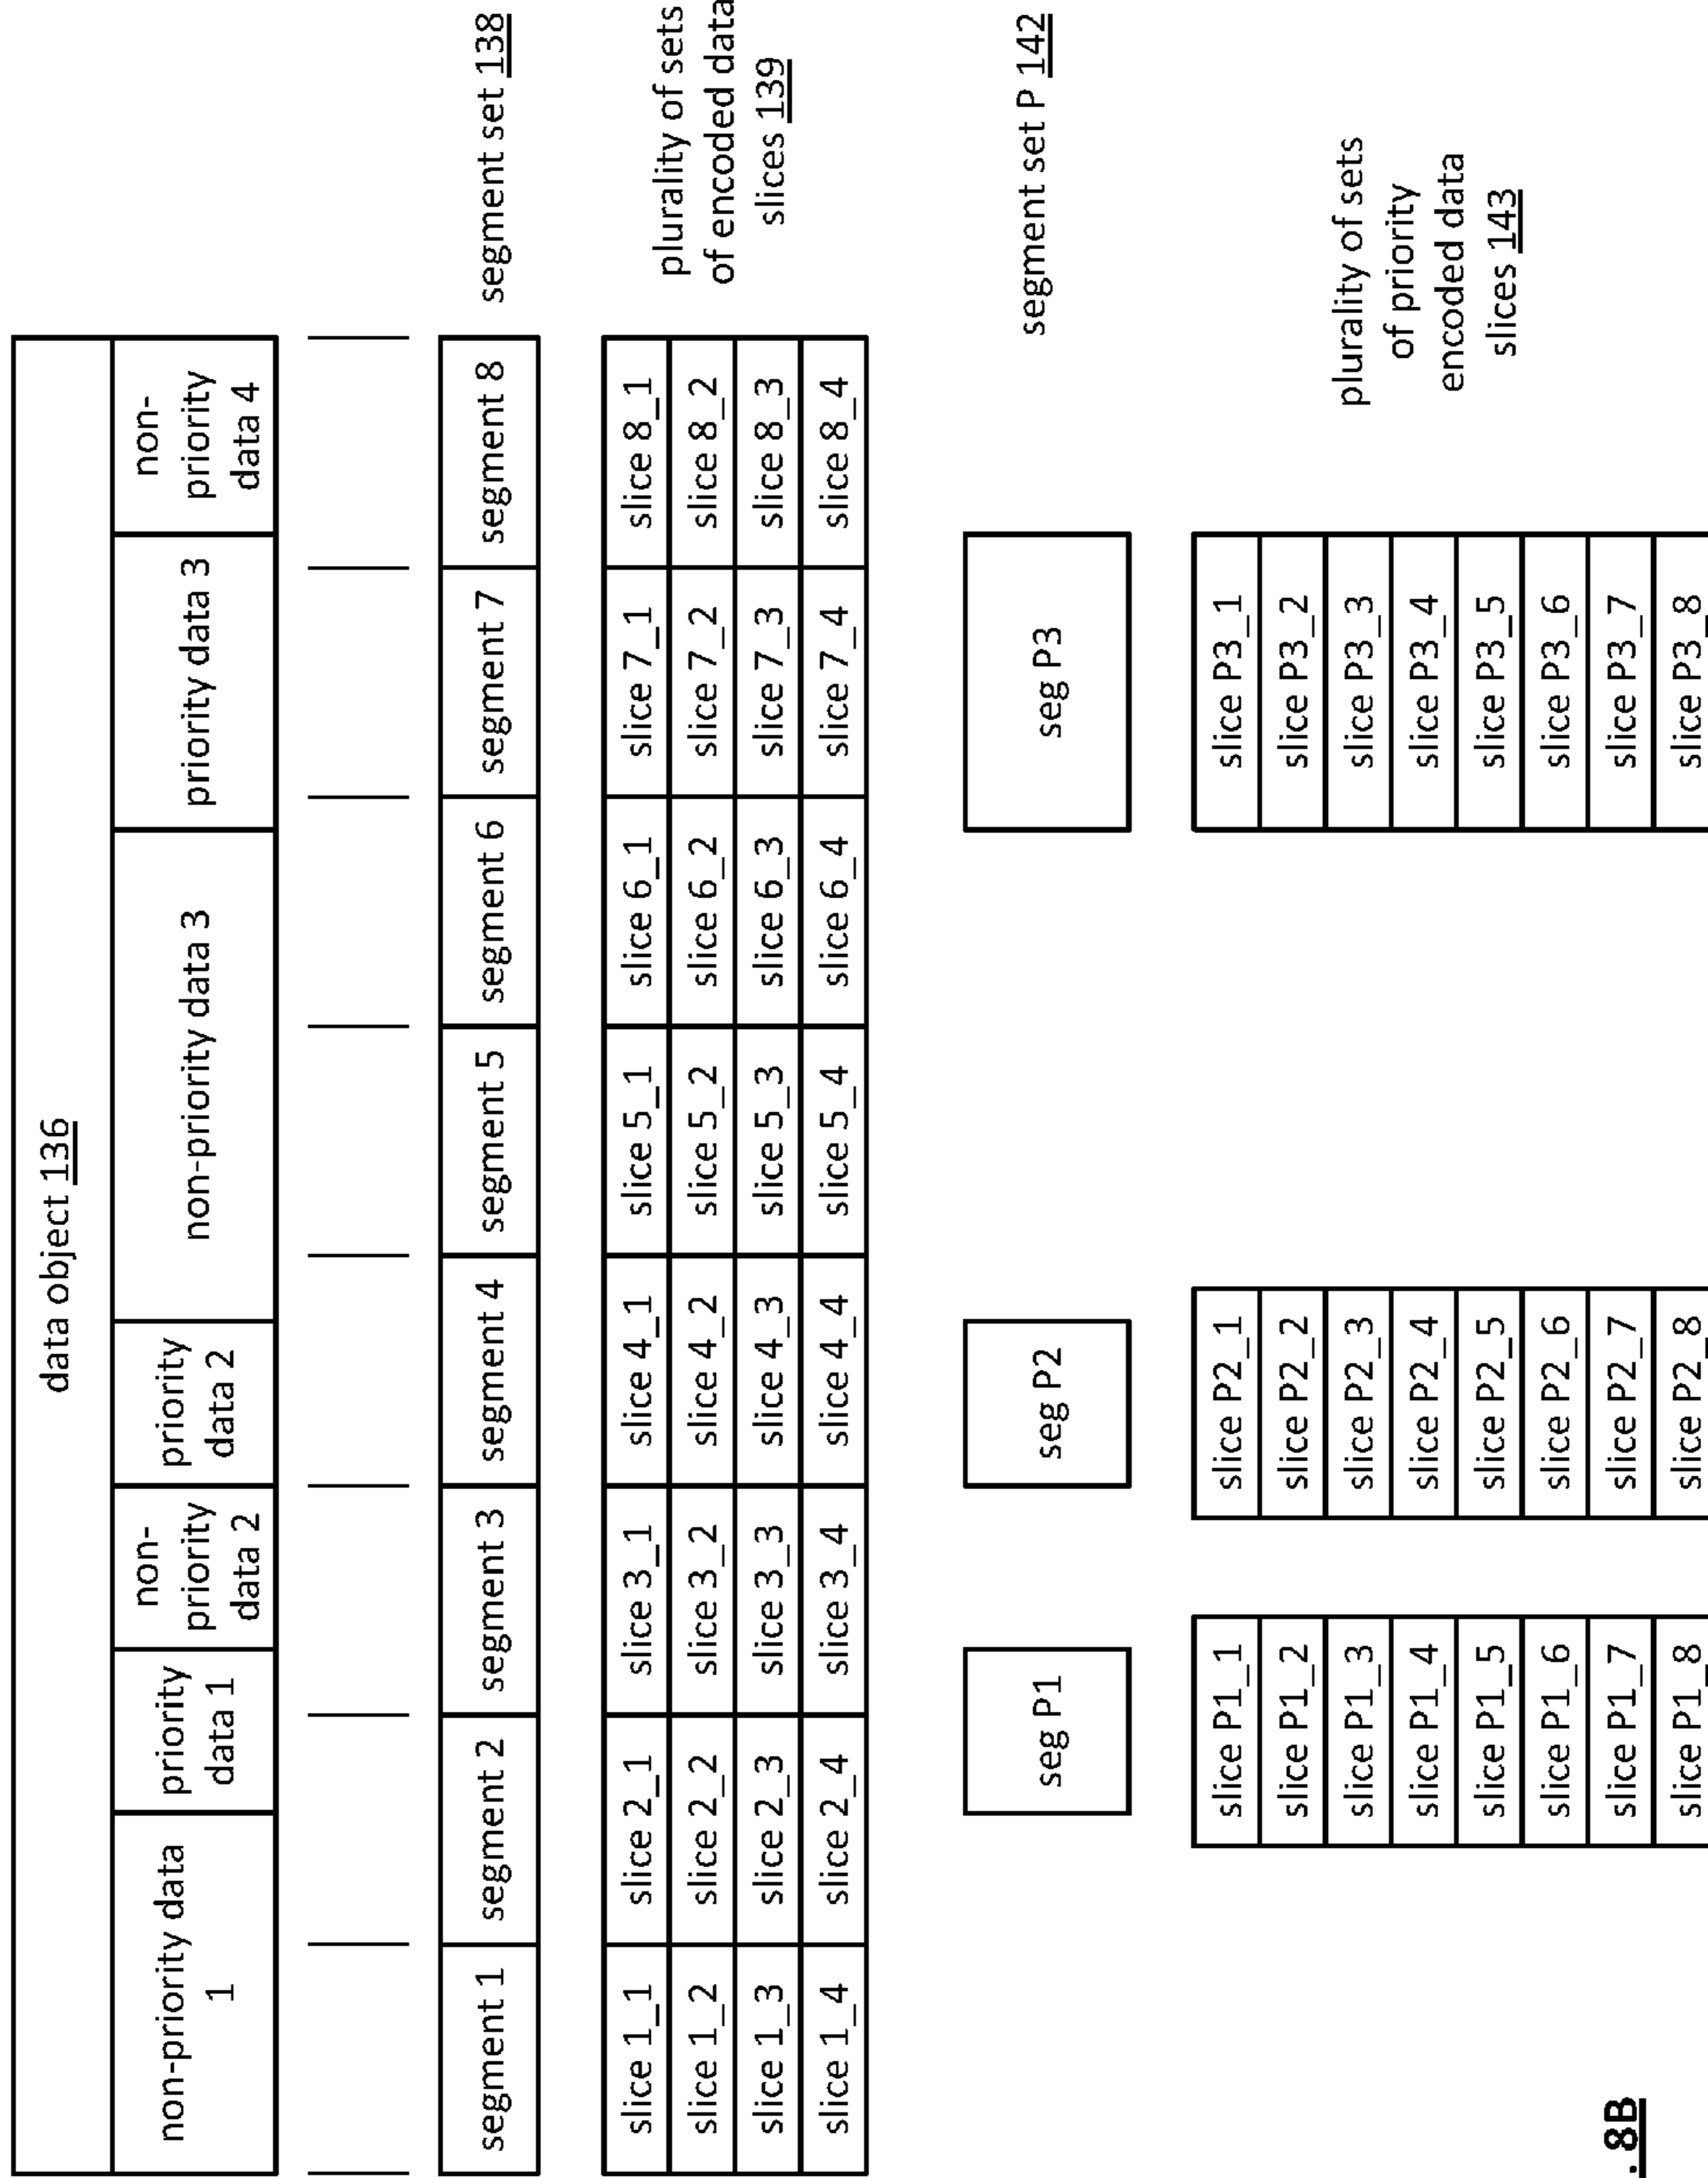 data object 136
non-priority data
1
priority
data 1
non-
priority
data 2
priority
data 2
non-priority data 3
priority data 3
non-
priority
data 4
segment 1
segment 2
segment 3
segment 4
segment 5
segment 6
segment 7
segment 8
segment set 138
slice 1_1
slice 2_1
slice 3_1
slice 4_1
slice 5_1
slice 6_1
slice 7_1
slice 8_1
slice 1_2
slice 2_2
slice 3_2
slice 4_2
slice 5_2
slice 6_2
slice 7_2
slice 8_2
slice 1_3
slice 2_3
slice 3_3
slice 4_3
slice 5_3
slice 6_3
slice 7_3
slice 8_3
slice 1_4
slice 2_4
slice 3_4
slice 4_4
slice 5_4
slice 6_4
slice 7_4
slice 8_4
plurality of sets
of encoded data
slices 139
seg P1
seg P2
seg P3
segment set P 142
slice P1_1
slice P2_1
slice P3_1
slice P1_2
slice P2_2
slice P3_2
slice P1_3
slice P2_3
slice P3_3
slice P1_4
slice P2_4
slice P3_4
slice P1_5
slice P2_5
slice P3_5
slice P1_6
slice P2_6
slice P3_6
slice P1_7
slice P2_7
slice P3_7
slice P1_8
slice P2_8
slice P3_8
plurality of sets
of priority
encoded data
slices 143
. 8B